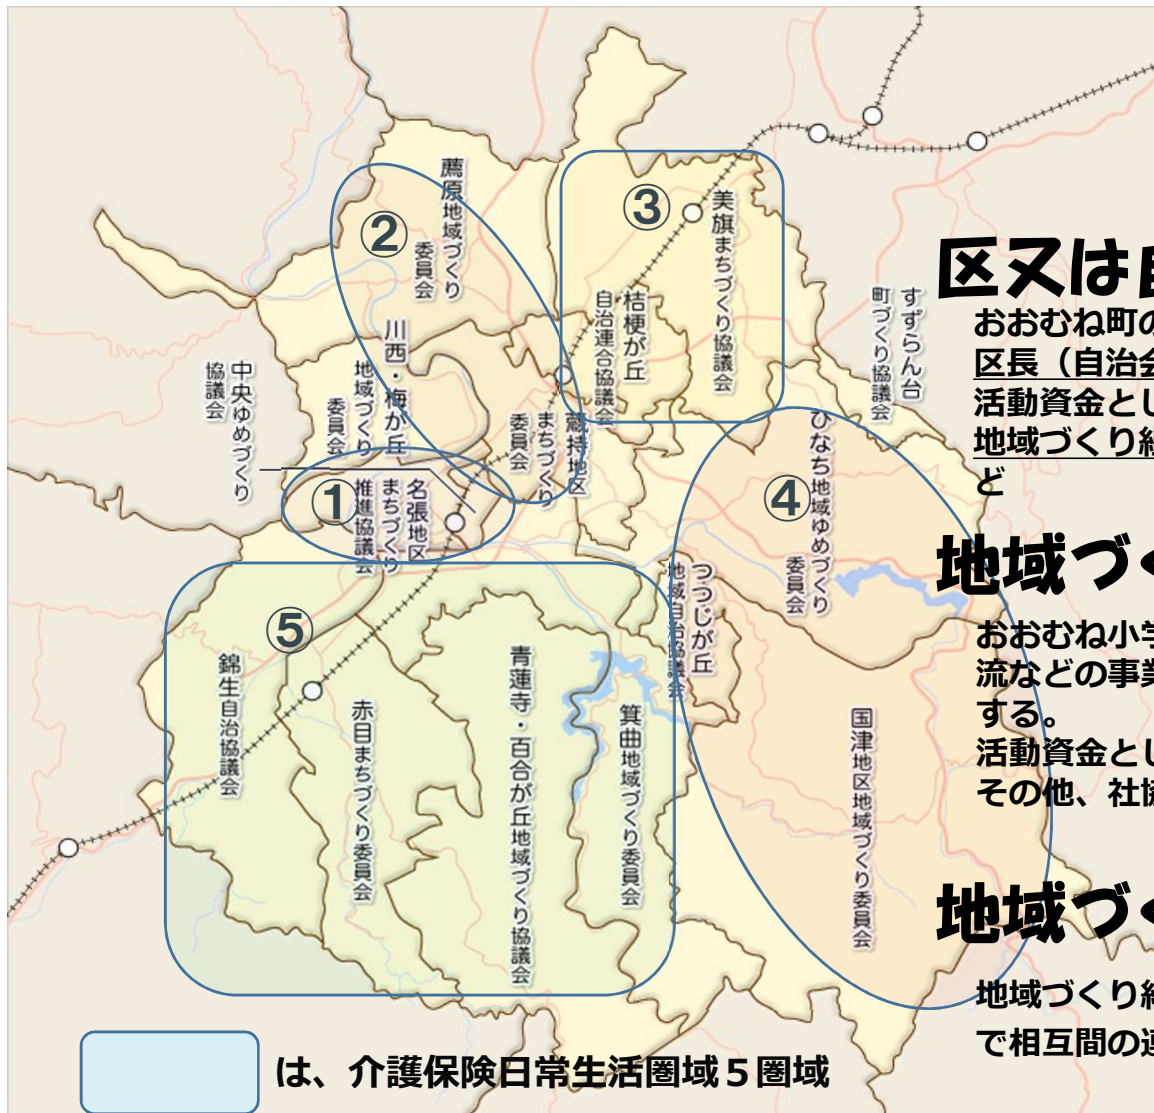 薦原地域づくり
委員会
②
③
美旗まちづくり協議会
桔梗が丘
自治連合協議会
すずらん台
町づくり協議会
川西・梅が丘
地域づくり
委員会
中央ゆめづくり
協議会
蔵持地区
まちづくり
委員会
ひなち地域ゆめづくり
委員会
④
①
名張地区
まちづくり
推進協議会
つつじが丘
地域自治協議会
⑤
錦生自治協議会
赤目まちづくり委員会
青蓮寺・百合が丘地域づくり協議会
箕曲地域づくり委員会
国津地区地域づくり委員会
区又は
おおむね町の
区長（自治会
活動資金とし
地域づくり組
ど
地域づく
おおむね小学
流などの事業
する。
活動資金とし
その他、社協
地域づく
地域づくり組
で相互間の連
は、介護保険日常生活圏域５圏域